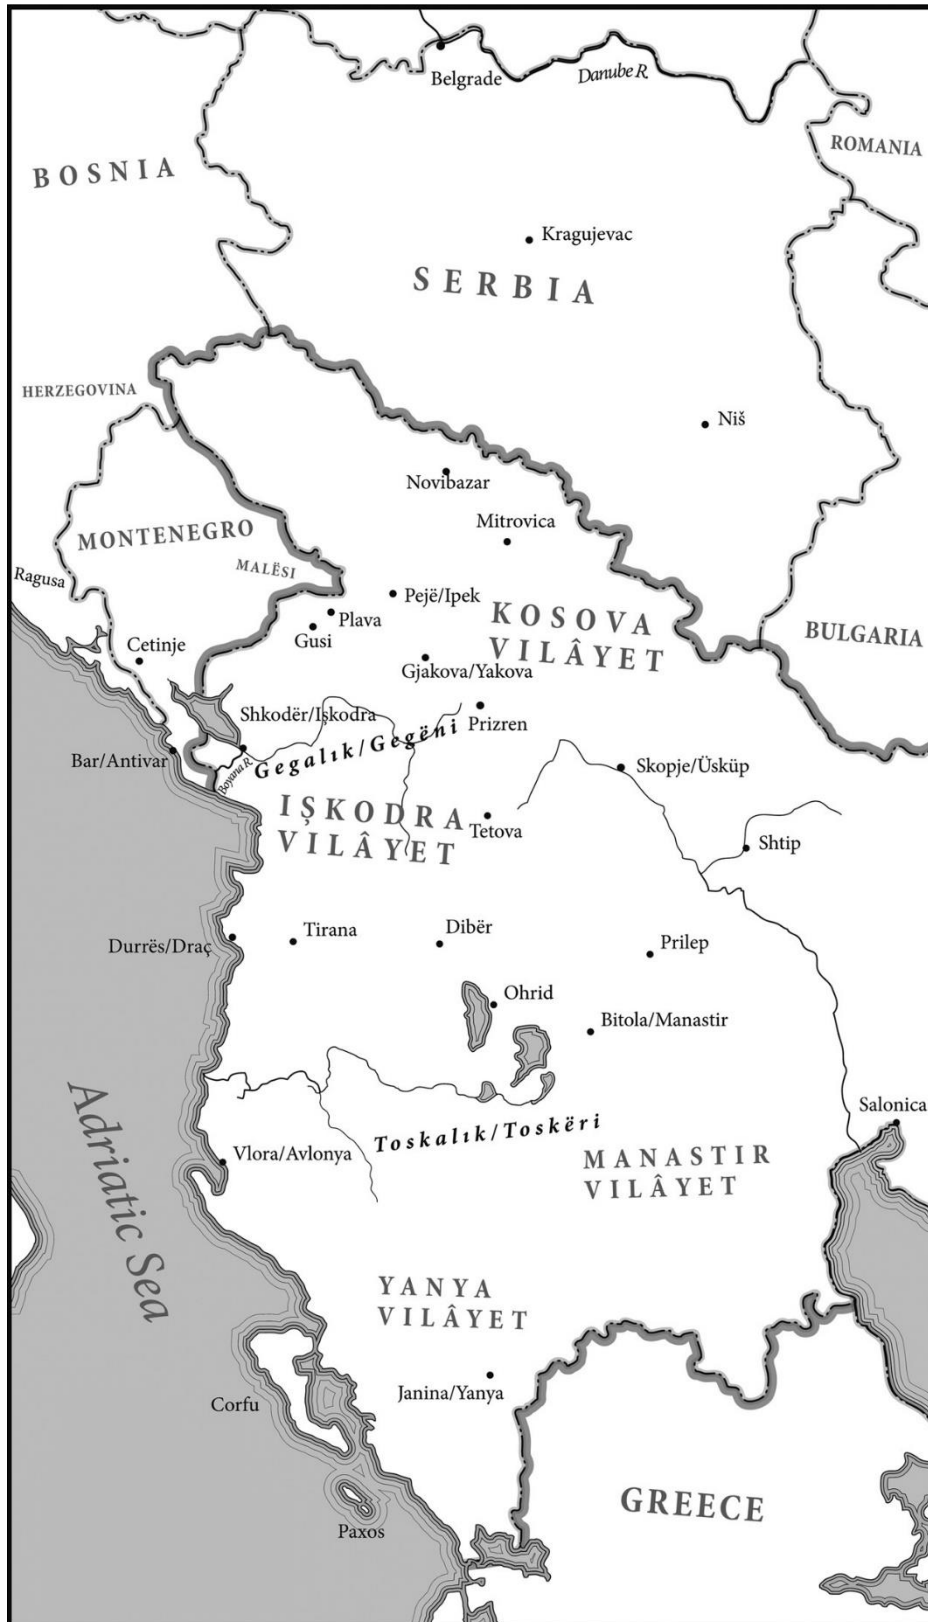 Belgrade
Danube R.
ROMANIA
BOSNIA
Kragujevac
SERBIA
HERZEGOVINA
Niš
Novibazar
Mitrovica
MONTENEGRO
MALËSI
Ragusa
Pejë/Ipek
Plava
Gusi
KOSOVA
VILÂYET
BULGARIA
Cetinje
Gjakova/Yakova
Shkodër/Işkodra
Prizren
Gegalık/Gegëni
Bar/Antivar
Boyana R.
Skopje/Üsküp
IŞKODRA
VILÂYET
Tetova
Shtip
Durrës/Draç
Tirana
Dibër
Prilep
Ohrid
Bitola/Manastir
Adriatic Sea
Salonica
Toskalık/Toskëri
Vlora/Avlonya
MANASTIR
VILÂYET
YANYA
VILÂYET
Janina/Yanya
Corfu
GREECE
Paxos